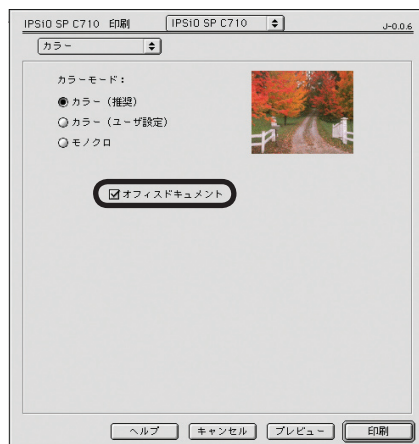 IPSiO SP C710 印刷 IPSiO SP C710 J-0.0.6
カラー
カラーモード：
カラー（推奨）
カラー（ユーザ設定）
モノクロ
オフィスドキュメント
ヘルプ キャンセル プレビュー 印刷